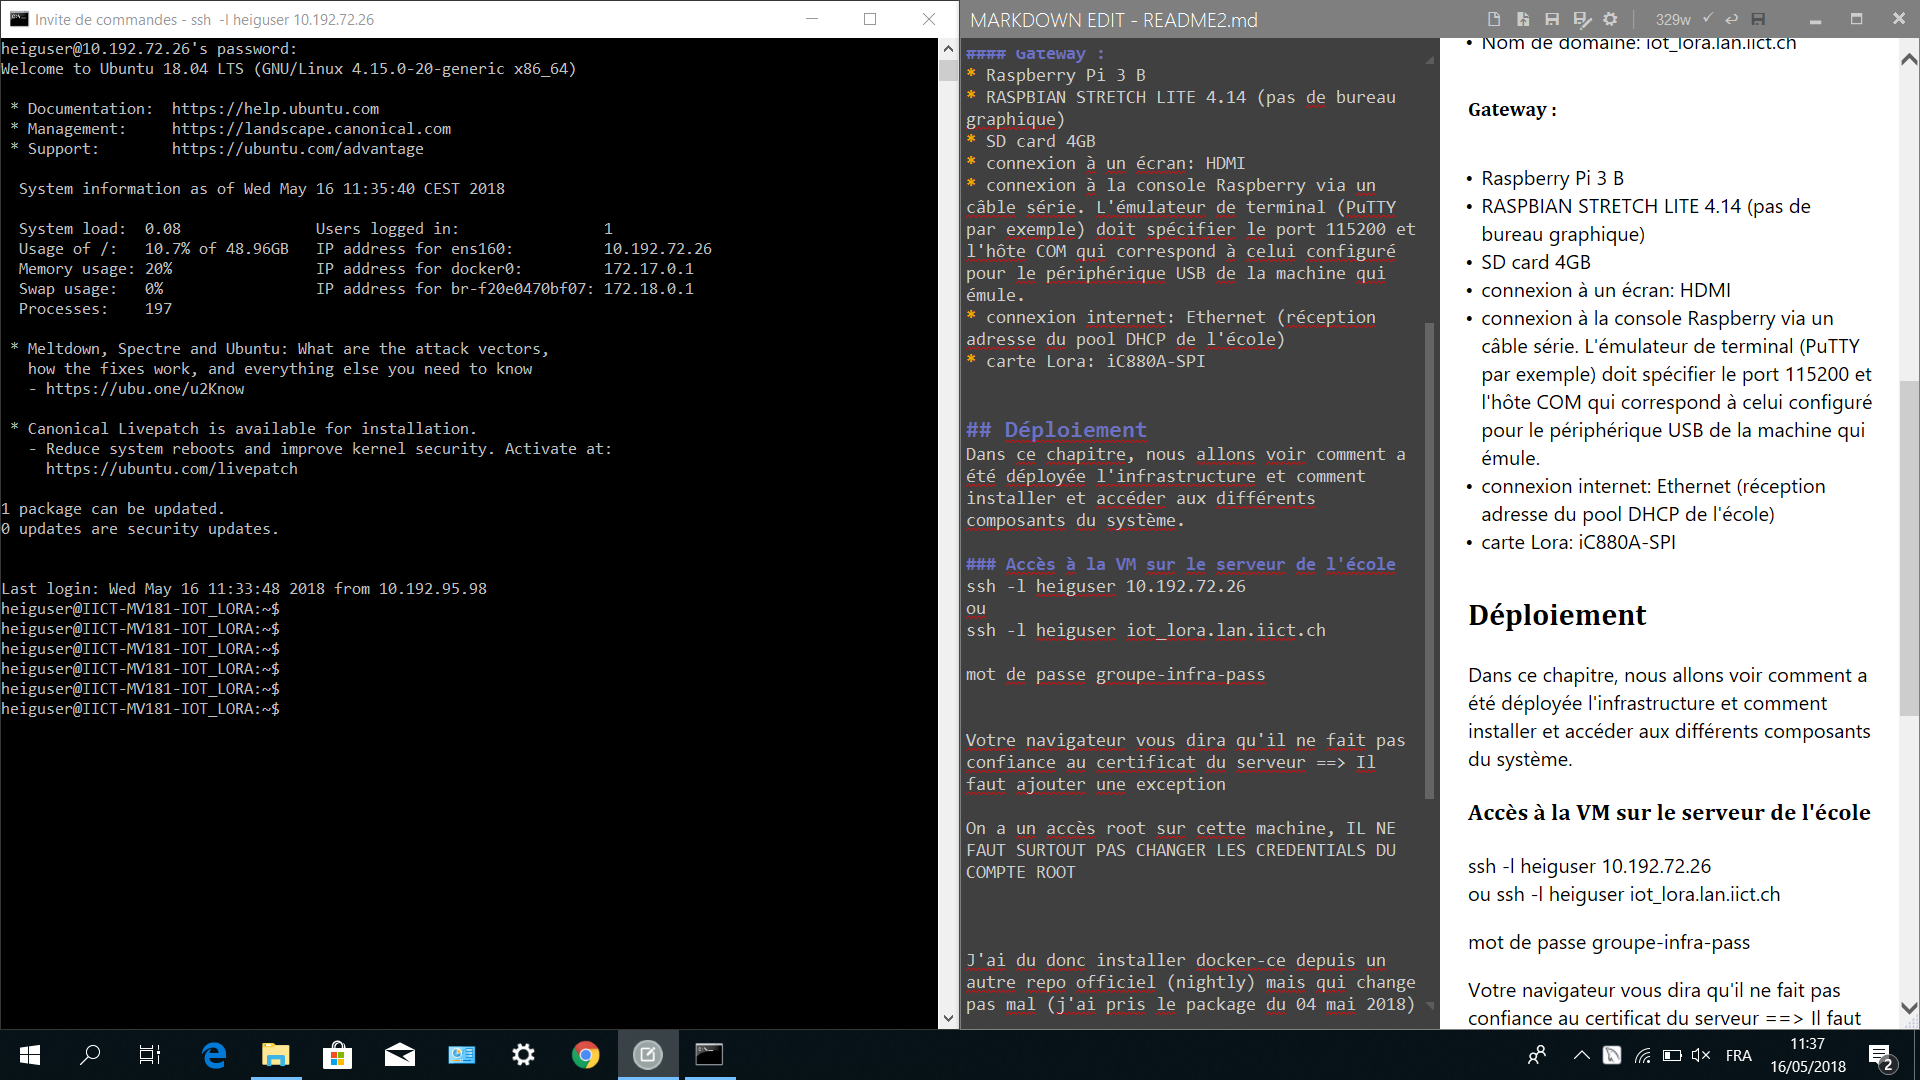 Invite de commandes - ssh  -l heiguser 10.192.72.26
heiguser@10.192.72.26's password:
Welcome to Ubuntu 18.04 LTS (GNU/Linux 4.15.0-20-generic x86_64)
* Documentation:  https://help.ubuntu.com
* Management:     https://landscape.canonical.com
* Support:        https://ubuntu.com/advantage
System information as of Wed May 16 11:35:40 CEST 2018
System load:  0.08              Users logged in:                1
Usage of /:   10.7% of 48.96GB   IP address for ens160:          10.192.72.26
Memory usage: 20%                IP address for docker0:         172.17.0.1
Swap usage:   0%                 IP address for br-f20e0470bf07: 172.18.0.1
Processes:    197
* Meltdown, Spectre and Ubuntu: What are the attack vectors,
how the fixes work, and everything else you need to know
- https://ubu.one/u2Know
* Canonical Livepatch is available for installation.
- Reduce system reboots and improve kernel security. Activate at:
https://ubuntu.com/livepatch
1 package can be updated.
0 updates are security updates.
Last login: Wed May 16 11:33:48 2018 from 10.192.95.98
heiguser@IICT-MV181-IOT_LORA:~$
heiguser@IICT-MV181-IOT_LORA:~$
heiguser@IICT-MV181-IOT_LORA:~$
heiguser@IICT-MV181-IOT_LORA:~$
heiguser@IICT-MV181-IOT_LORA:~$
heiguser@IICT-MV181-IOT_LORA:~$
MARKDOWN EDIT - README2.md
329w
#### Gateway :
* Raspberry Pi 3 B
* RASPBIAN STRETCH LITE 4.14 (pas de bureau
graphique)
* SD card 4GB
* connexion à un écran: HDMI
* connexion à la console Raspberry via un
câble série. L'émulateur de terminal (PuTTY
par exemple) doit spécifier le port 115200 et
l'hôte COM qui correspond à celui configuré
pour le périphérique USB de la machine qui
émule.
* connexion internet: Ethernet (réception
adresse du pool DHCP de l'école)
* carte Lora: iC880A-SPI
## Déploiement
Dans ce chapitre, nous allons voir comment a
été déployée l'infrastructure et comment
installer et accéder aux différents
composants du système.
### Accès à la VM sur le serveur de l'école
ssh -l heiguser 10.192.72.26
ou
ssh -l heiguser iot_lora.lan.iict.ch
mot de passe groupe-infra-pass
Votre navigateur vous dira qu'il ne fait pas
confiance au certificat du serveur ==> Il
faut ajouter une exception
On a un accès root sur cette machine, IL NE
FAUT SURTOUT PAS CHANGER LES CREDENTIALS DU
COMPTE ROOT
J'ai du donc installer docker-ce depuis un
autre repo officiel (nightly) mais qui change
pas mal (j'ai pris le package du 04 mai 2018)
• Nom de domaine: iot_lora.lan.iict.ch
Gateway :
• Raspberry Pi 3 B
• RASPBIAN STRETCH LITE 4.14 (pas de
bureau graphique)
• SD card 4GB
• connexion à un écran: HDMI
• connexion à la console Raspberry via un
câble série. L'émulateur de terminal (PuTTY
par exemple) doit spécifier le port 115200 et
l'hôte COM qui correspond à celui configuré
pour le périphérique USB de la machine qui
émule.
• connexion internet: Ethernet (réception
adresse du pool DHCP de l'école)
• carte Lora: iC880A-SPI
Déploiement
Dans ce chapitre, nous allons voir comment a
été déployée l'infrastructure et comment
installer et accéder aux différents composants
du système.
Accès à la VM sur le serveur de l'école
ssh -l heiguser 10.192.72.26
ou ssh -l heiguser iot_lora.lan.iict.ch
mot de passe groupe-infra-pass
Votre navigateur vous dira qu'il ne fait pas
confiance au certificat du serveur ==> Il faut
FRA
11:37
16/05/2018
2